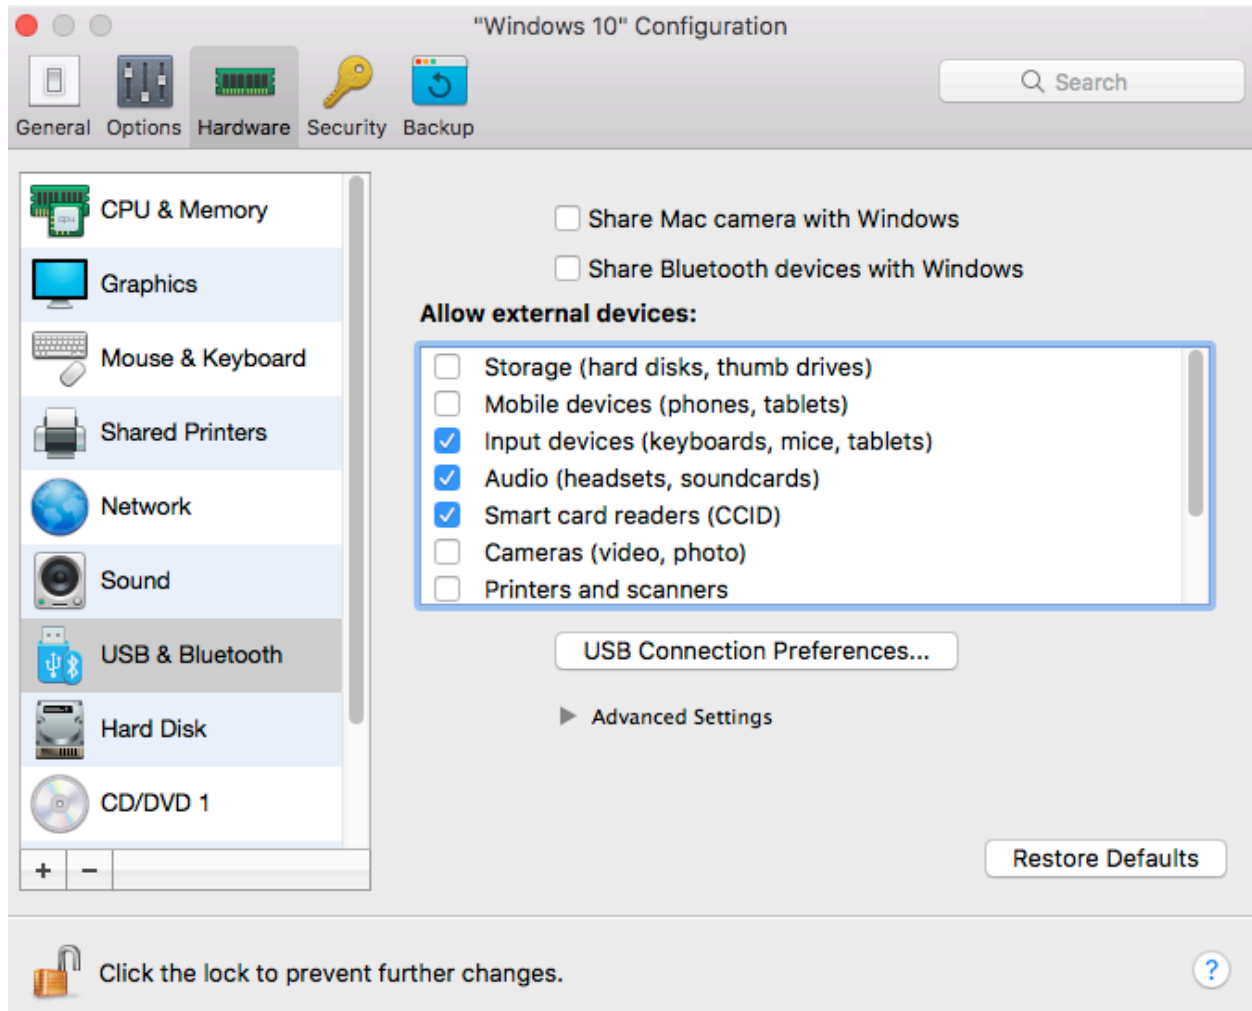 "Windows 10" Configuration
Search
General Options Hardware Security Backup
CPU & Memory
Graphics
Mouse & Keyboard
Shared Printers
Network
Sound
USB & Bluetooth
Hard Disk
CD/DVD 1
+ −
Share Mac camera with Windows
Share Bluetooth devices with Windows
Allow external devices:
Storage (hard disks, thumb drives)
Mobile devices (phones, tablets)
Input devices (keyboards, mice, tablets)
Audio (headsets, soundcards)
Smart card readers (CCID)
Cameras (video, photo)
Printers and scanners
USB Connection Preferences...
Advanced Settings
Restore Defaults
Click the lock to prevent further changes.
?